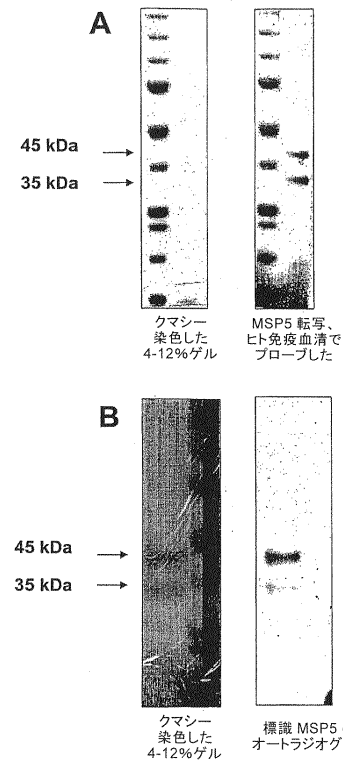 A
45 kDa
35 kDa
クマシー
染色した
4-12%ゲル
MSP5 転写、
ヒト免疫血清で
プローブした
B
45 kDa
35 kDa
クマシー
染色した
4-12%ゲル
標識 MSP5
オートラジオグ